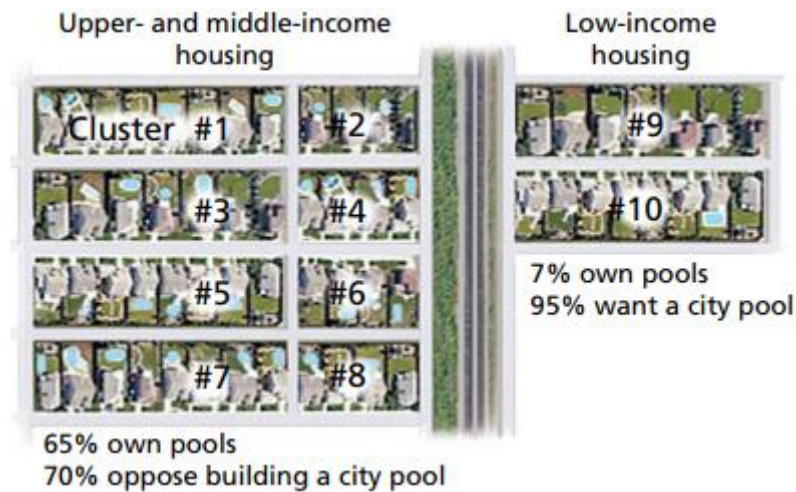 Upper- and middle-income
housing
Low-income
housing
Cluster #1
#2
#9
#3
#4
#10
#5
#6
7% own pools
95% want a city pool
#7
#8
65% own pools
70% oppose building a city pool